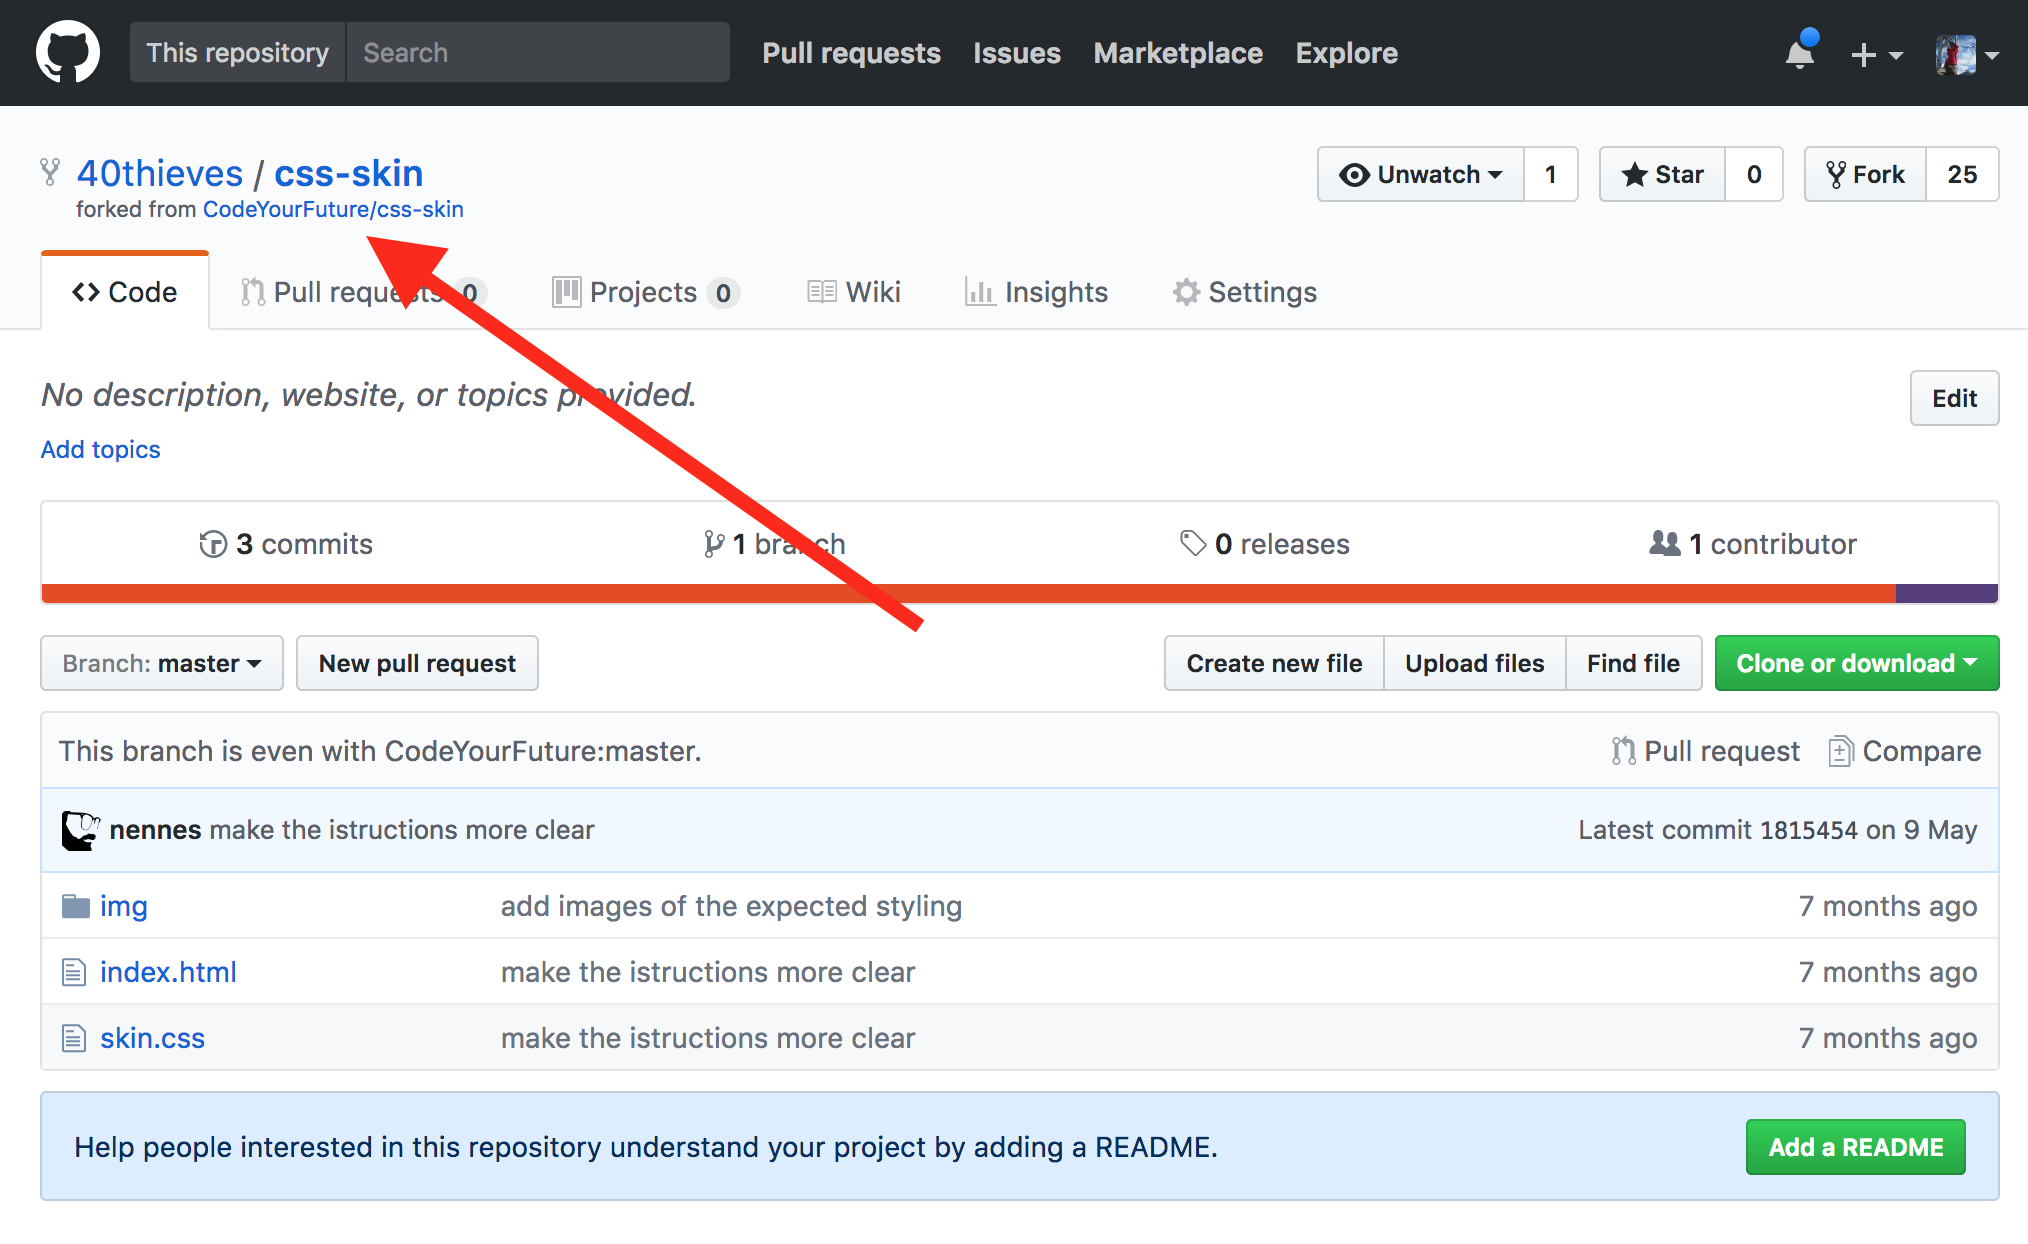 This repository Search Pull requests Issues Marketplace Explore
40thieves / css-skin
Unwatch 1 Star 0 Fork 25
forked from CodeYourFuture/css-skin
Code Pull requests 0 Projects 0 Wiki Insights Settings
No description, website, or topics provided.
Edit
Add topics
3 commits 1 branch 0 releases 1 contributor
Branch: master New pull request Create new file Upload files Find file Clone or download
This branch is even with CodeYourFuture:master. Pull request Compare
nennes make the istructions more clear Latest commit 1815454 on 9 May
img add images of the expected styling 7 months ago
index.html make the istructions more clear 7 months ago
skin.css make the istructions more clear 7 months ago
Help people interested in this repository understand your project by adding a README. Add a README